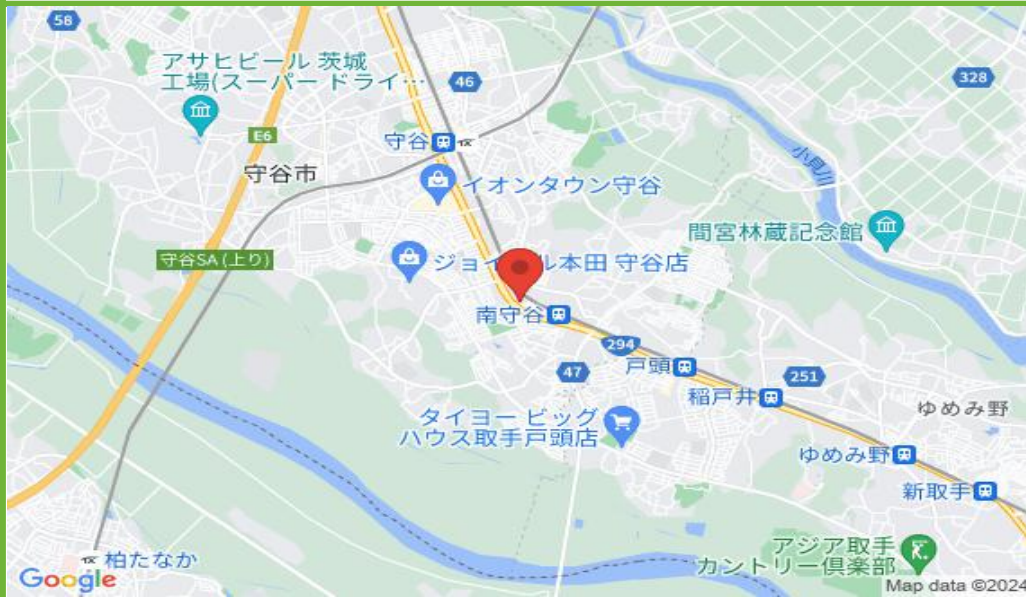 58
アサヒビール 茨城
工場(スーパードライ…
46
328
E6
守谷
守谷市
イオンタウン守谷
小貝川
間宮林蔵記念館
守谷SA (上り)
ジョイ
ル本田 守谷店
南守谷
294
戸頭
47
251
稲戸井
ゆめみ野
タイヨー ビッグ
ハウス取手戸頭店
ゆめみ野
新取手
柏たなか
アジア取手
カントリー倶楽部
Google
Map data ©2024